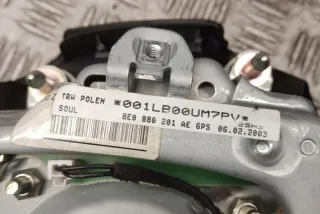 TRW POLEN *001LB00UM7PV*
SOUL
8E0 880 201 AE 6PS 06.02.2003